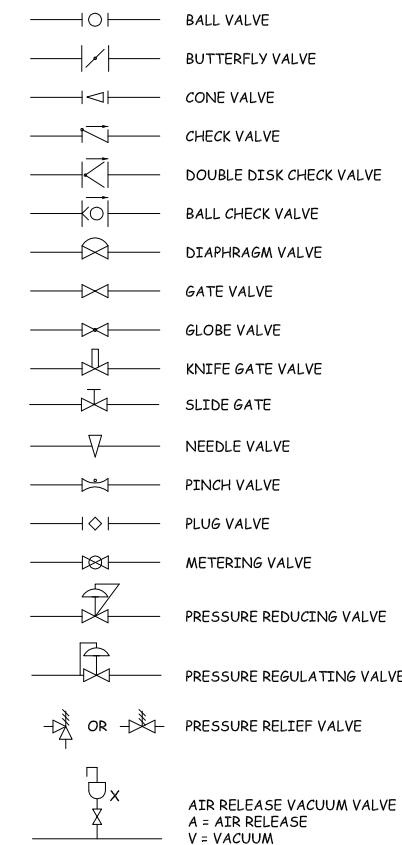 BALL VALVE
BUTTERFLY VALVE
CONE VALVE
CHECK VALVE
DOUBLE DISK CHECK VALVE
BALL CHECK VALVE
DIAPHRAGM VALVE
GATE VALVE
GLOBE VALVE
KNIFE GATE VALVE
SLIDE GATE
NEEDLE VALVE
PINCH VALVE
PLUG VALVE
METERING VALVE
PRESSURE REDUCING VALVE
PRESSURE REGULATING VALVE
OR PRESSURE RELIEF VALVE
X
AIR RELEASE VACUUM VALVE
A = AIR RELEASE
V = VACUUM